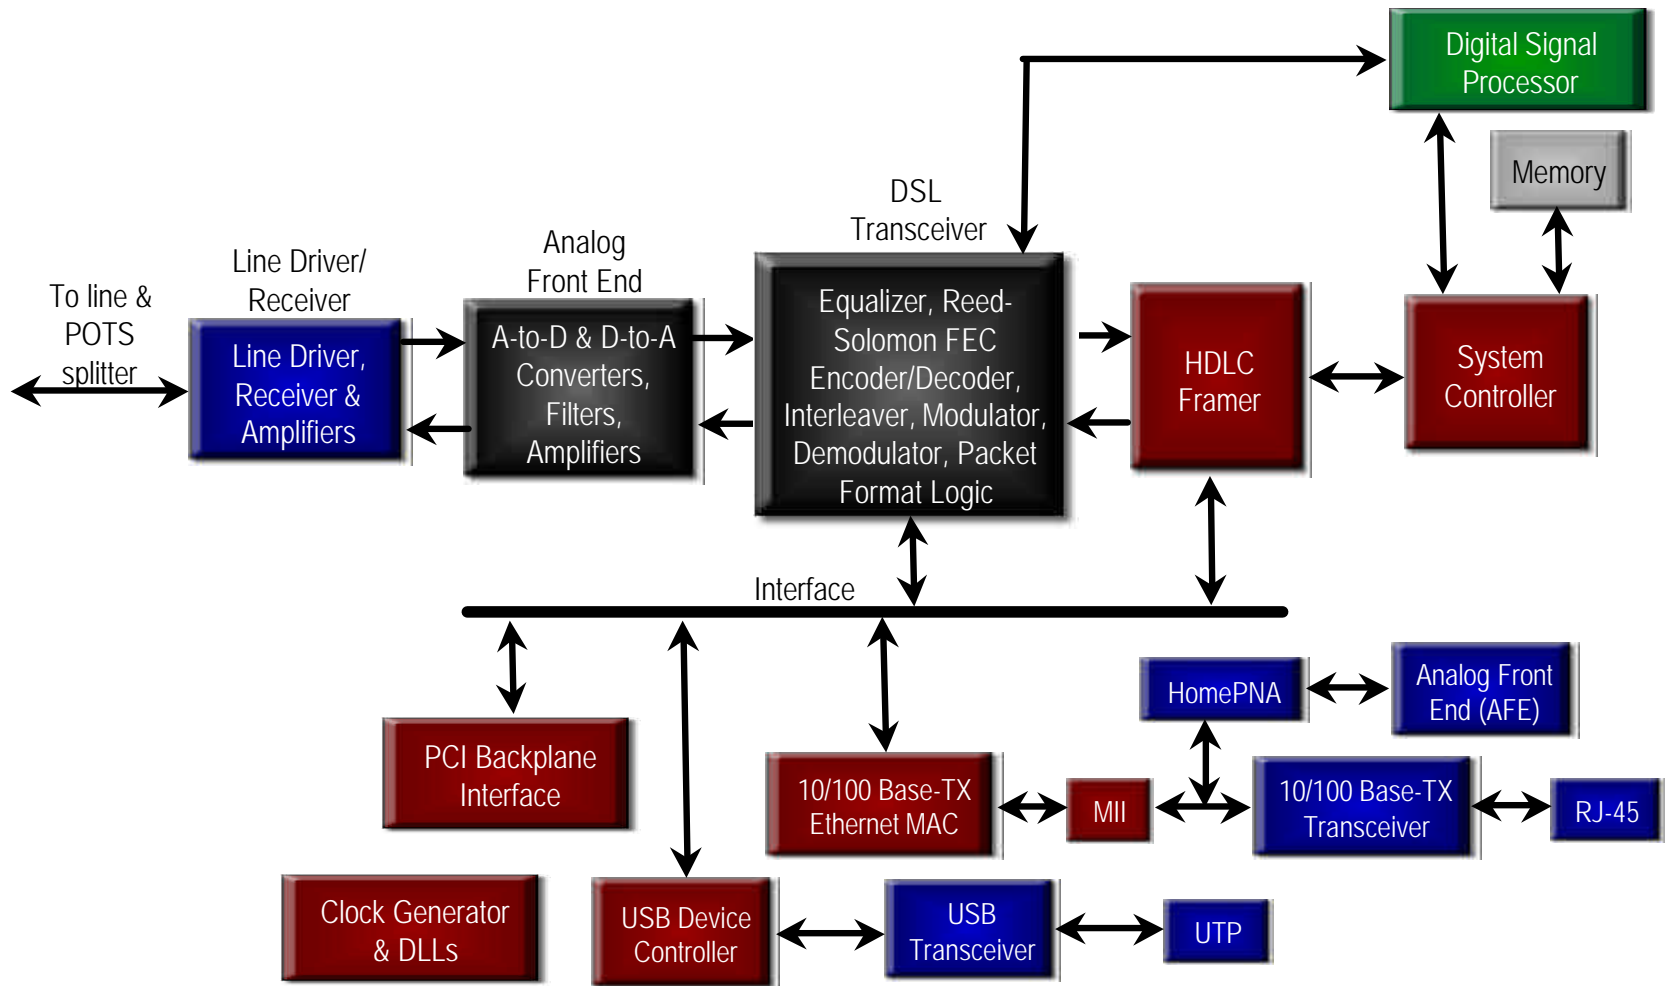 Digital Signal
Processor
Memory
DSL
Transceiver
Analog
Front End
Line Driver/
Receiver
To line &
POTS
splitter
Line Driver,
Receiver &
Amplifiers
A-to-D & D-to-A
Converters,
Filters,
Amplifiers
Equalizer, Reed-
Solomon FEC
Encoder/Decoder,
Interleaver, Modulator,
Demodulator, Packet
Format Logic
HDLC
Framer
System
Controller
Interface
HomePNA
Analog Front
End (AFE)
PCI Backplane
Interface
10/100 Base-TX
Ethernet MAC
MII
10/100 Base-TX
Transceiver
RJ-45
Clock Generator
& DLLs
USB Device
Controller
USB
Transceiver
UTP